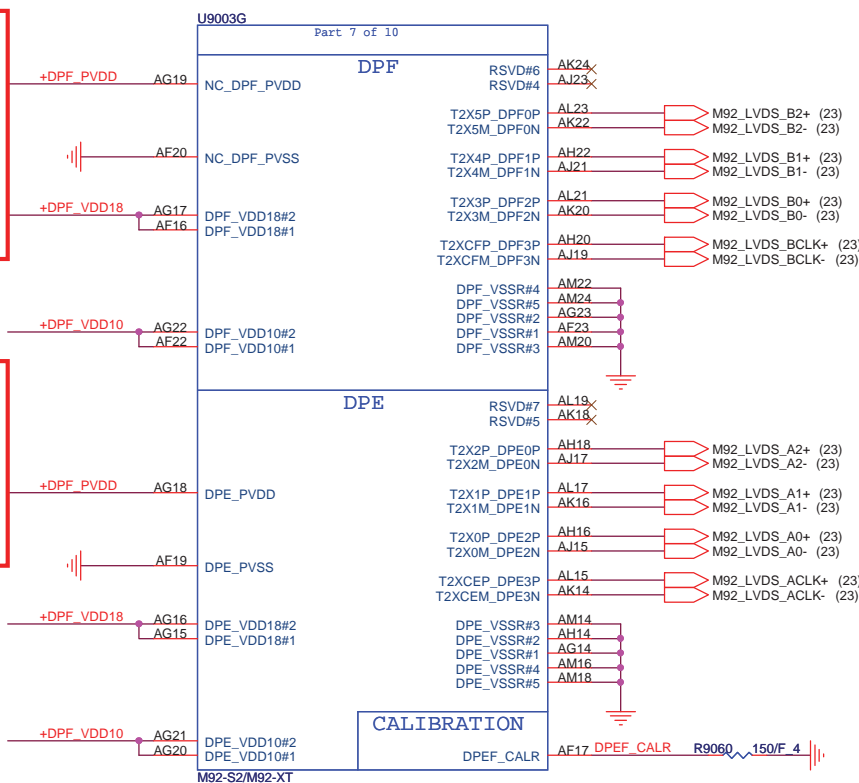 U9003G
Part 7 of 10
DPF
+DPF_PVDD AG19 NC_DPF_PVDD
RSVD#6 AK24
RSVD#4 AJ23
T2X5P_DPF0P AL23 M92_LVDS_B2+ (23)
T2X5M_DPF0N AK22 M92_LVDS_B2- (23)
AF20 NC_DPF_PVSS
T2X4P_DPF1P AH22 M92_LVDS_B1+ (23)
T2X4M_DPF1N AJ21 M92_LVDS_B1- (23)
+DPF_VDD18 AG17 DPF_VDD18#2
AF16 DPF_VDD18#1
T2X3P_DPF2P AL21 M92_LVDS_B0+ (23)
T2X3M_DPF2N AK20 M92_LVDS_B0- (23)
T2XCFP_DPF3P AH20 M92_LVDS_BCLK+ (23)
T2XCFM_DPF3N AJ19 M92_LVDS_BCLK- (23)
DPF_VSSR#4 AM22
DPF_VSSR#5 AM24
DPF_VSSR#2 AG23
DPF_VSSR#1 AF23
DPF_VSSR#3 AM20
+DPF_VDD10 AG22 DPF_VDD10#2
AF22 DPF_VDD10#1
DPE
RSVD#7 AL19
RSVD#5 AK18
T2X2P_DPE0P AH18 M92_LVDS_A2+ (23)
T2X2M_DPE0N AJ17 M92_LVDS_A2- (23)
+DPF_PVDD AG18 DPE_PVDD
T2X1P_DPE1P AL17 M92_LVDS_A1+ (23)
T2X1M_DPE1N AK16 M92_LVDS_A1- (23)
T2X0P_DPE2P AH16 M92_LVDS_A0+ (23)
T2X0M_DPE2N AJ15 M92_LVDS_A0- (23)
AF19 DPE_PVSS
T2XCEP_DPE3P AL15 M92_LVDS_ACLK+ (23)
T2XCEM_DPE3N AK14 M92_LVDS_ACLK- (23)
+DPF_VDD18 AG16 DPE_VDD18#2
AG15 DPE_VDD18#1
DPE_VSSR#3 AM14
DPE_VSSR#2 AH14
DPE_VSSR#1 AG14
DPE_VSSR#4 AM16
DPE_VSSR#5 AM18
CALIBRATION
+DPF_VDD10 AG21 DPE_VDD10#2
AG20 DPE_VDD10#1
DPEF_CALR AF17 DPEF_CALR R9060 150/F_4
M92-S2/M92-XT